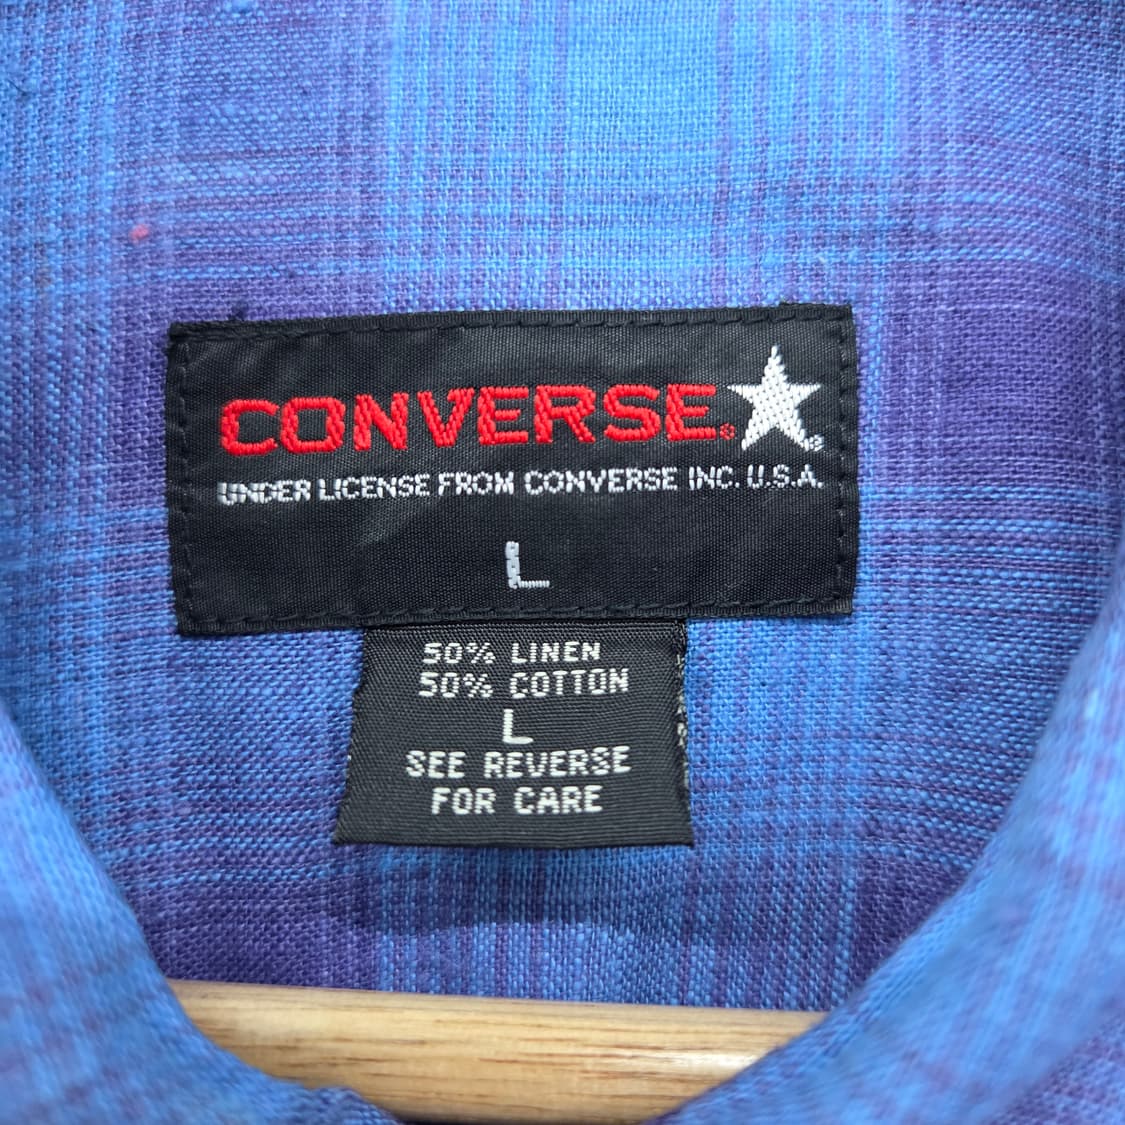 CONVERSE®
®
UNDER LICENSE FROM CONVERSE INC. U.S.A.
L
50% LINEN
50% COTTON
L
SEE REVERSE
FOR CARE